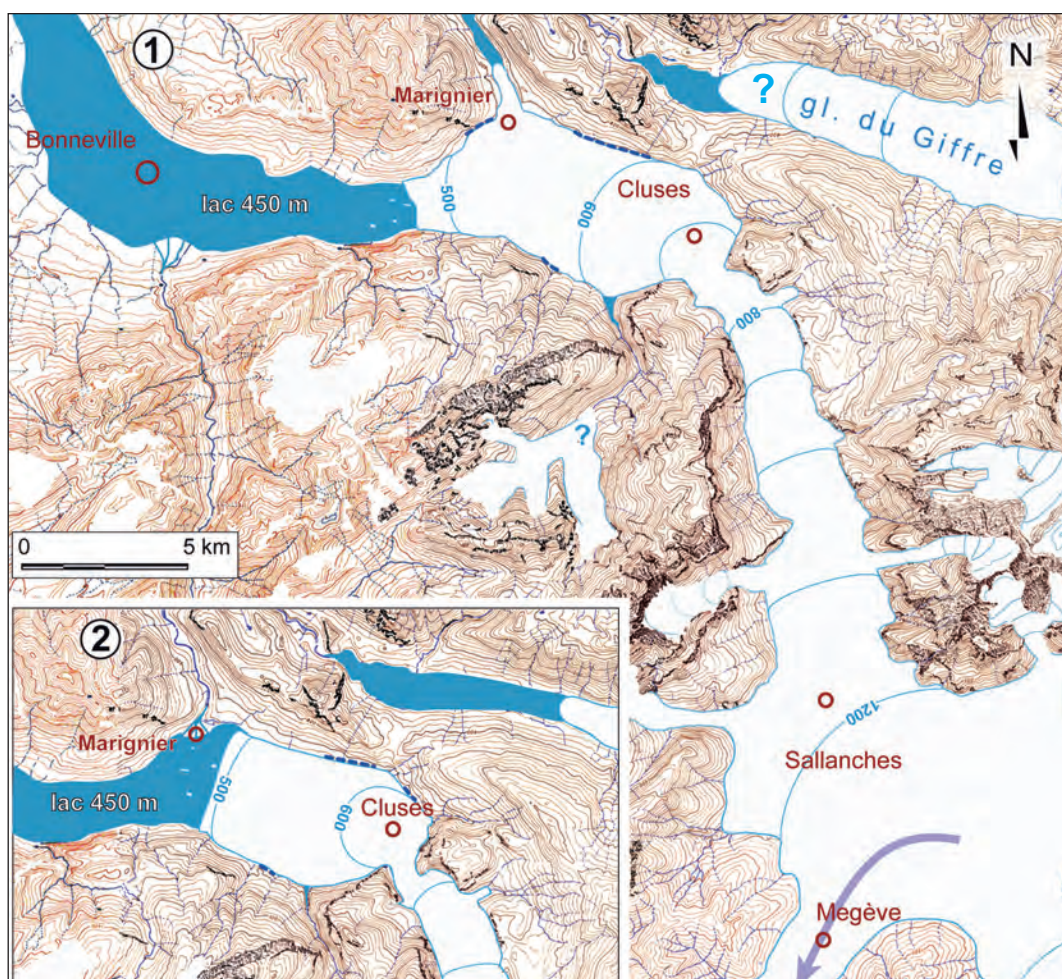 1
N
?
Marignier
gl. du Giffre
Bonneville
500
600
Cluses
lac 450 m
800
?
0 5 km
2
Marignier
1200
500
Cluses
Sallanches
lac 450 m
600
Megève